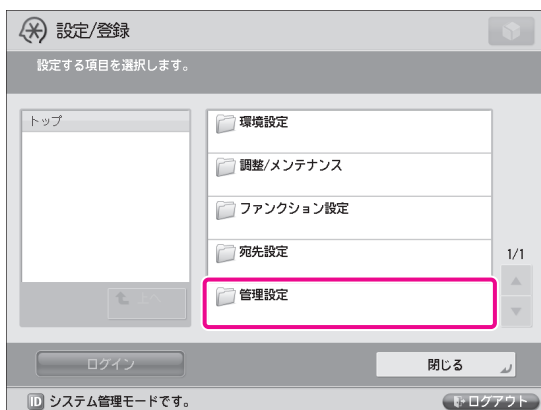 設定/登録
設定する項目を選択します。
トップ
環境設定
調整/メンテナンス
ファンクション設定
宛先設定
管理設定
1/1
上へ
ログイン
閉じる
ID システム管理モードです。
ログアウト